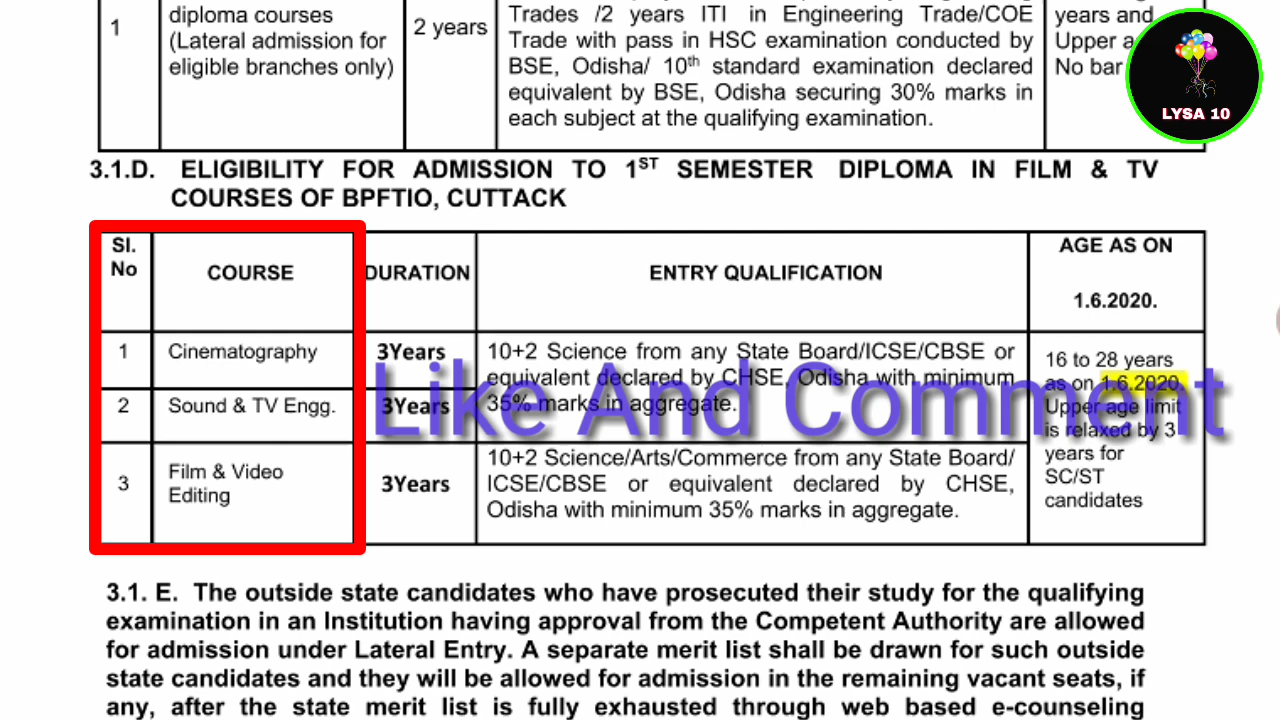 1
diploma courses
(Lateral admission for
eligible branches only)
2 years
Trades /2 years ITI in Engineering Trade/COE
Trade with pass in HSC examination conducted by
BSE, Odisha/ 10th standard examination declared
equivalent by BSE, Odisha securing 30% marks in
each subject at the qualifying examination.
years and
Upper a
No bar
LYSA 10
3.1.D. ELIGIBILITY FOR ADMISSION TO 1ST SEMESTER DIPLOMA IN FILM & TV
COURSES OF BPFTIO, CUTTACK
Sl.
No
COURSE
DURATION
ENTRY QUALIFICATION
AGE AS ON
1.6.2020.
1
Cinematography
3Years
10+2 Science from any State Board/ICSE/CBSE or
equivalent declared by CHSE, Odisha with minimum
35% marks in aggregate.
2
Sound & TV Engg.
3Years
16 to 28 years
as on 1.6.2020.
Upper age limit
is relaxed by 3
years for
SC/ST
candidates
Like And Comment
3
Film & Video
Editing
3Years
10+2 Science/Arts/Commerce from any State Board/
ICSE/CBSE or equivalent declared by CHSE,
Odisha with minimum 35% marks in aggregate.
3.1. E. The outside state candidates who have prosecuted their study for the qualifying
examination in an Institution having approval from the Competent Authority are allowed
for admission under Lateral Entry. A separate merit list shall be drawn for such outside
state candidates and they will be allowed for admission in the remaining vacant seats, if
any, after the state merit list is fully exhausted through web based e-counseling